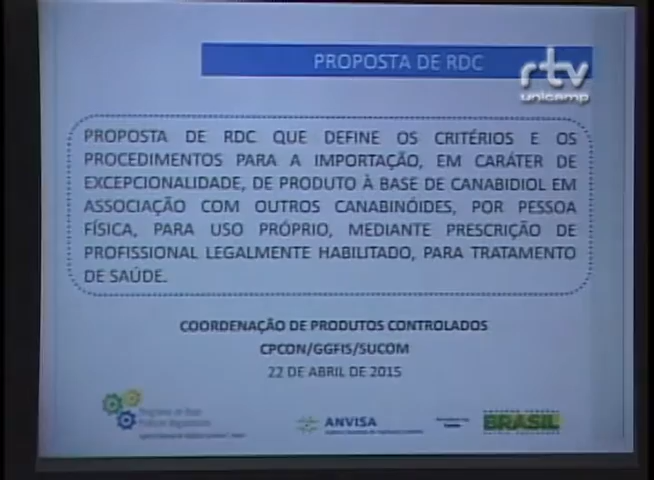 PROPOSTA DE RDC
rtv
unicamp
PROPOSTA DE RDC QUE DEFINE OS CRITÉRIOS E OS
PROCEDIMENTOS PARA A IMPORTAÇÃO, EM CARÁTER DE
EXCEPCIONALIDADE, DE PRODUTO À BASE DE CANABIDIOL EM
ASSOCIAÇÃO COM OUTROS CANABINÓIDES, POR PESSOA
FÍSICA, PARA USO PRÓPRIO, MEDIANTE PRESCRIÇÃO DE
PROFISSIONAL LEGALMENTE HABILITADO, PARA TRATAMENTO
DE SAÚDE.
COORDENAÇÃO DE PRODUTOS CONTROLADOS
CPCON/GGFIS/SUCOM
22 DE ABRIL DE 2015
ANVISA
BRASIL